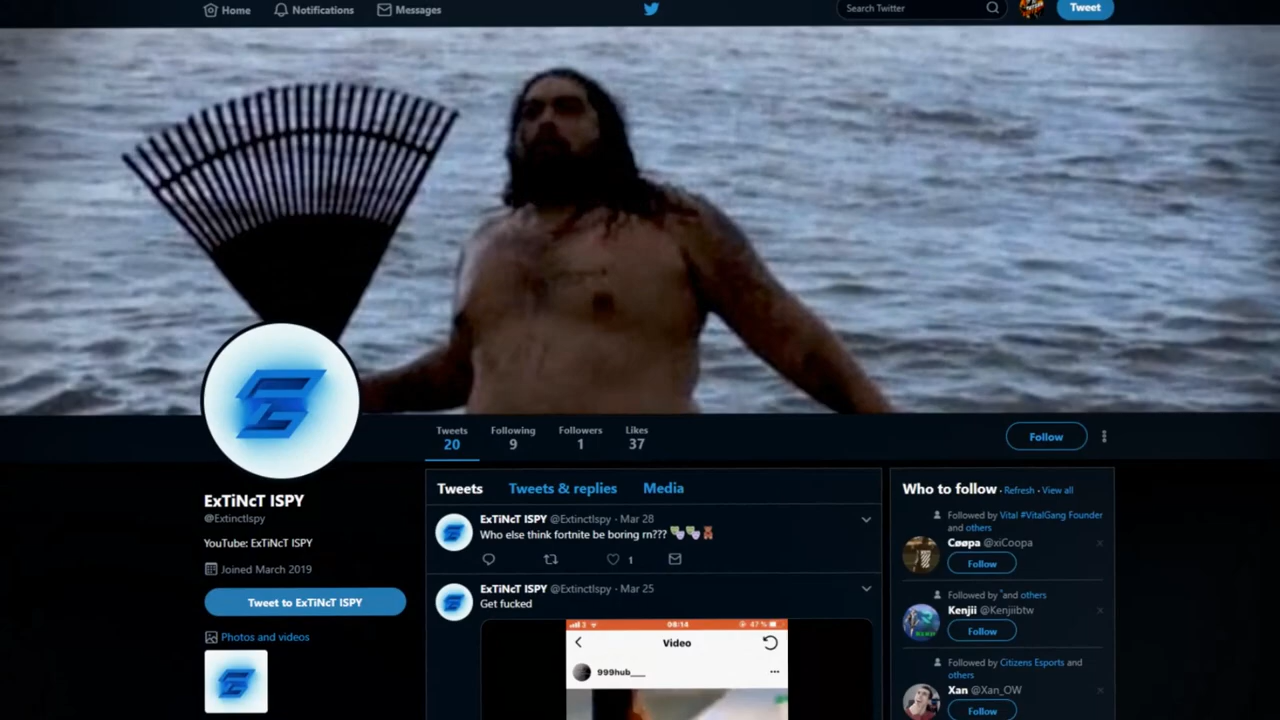 Home Notifications Messages Search Twitter Tweet
Tweets Following Followers Likes
20 9 1 37
Follow
ExTiNcT ISPY
@ExtinctIspy
YouTube: ExTiNcT ISPY
Joined March 2019
Tweet to ExTiNcT ISPY
Photos and videos
Tweets Tweets & replies Media
ExTiNcT ISPY @ExtinctIspy · Mar 28
Who else think fortnite be boring rn???
1
ExTiNcT ISPY @ExtinctIspy · Mar 25
Get fucked
3 08:14 47 %
Video
999hub___
Who to follow · Refresh · View all
Followed by Vital #VitalGang Founder
and others
Cøøpa @xiCoopa
Follow
Followed by and others
Kenjii @Kenjiibtw
Follow
Followed by Citizens Esports and
others
Xan @Xan_OW
Follow